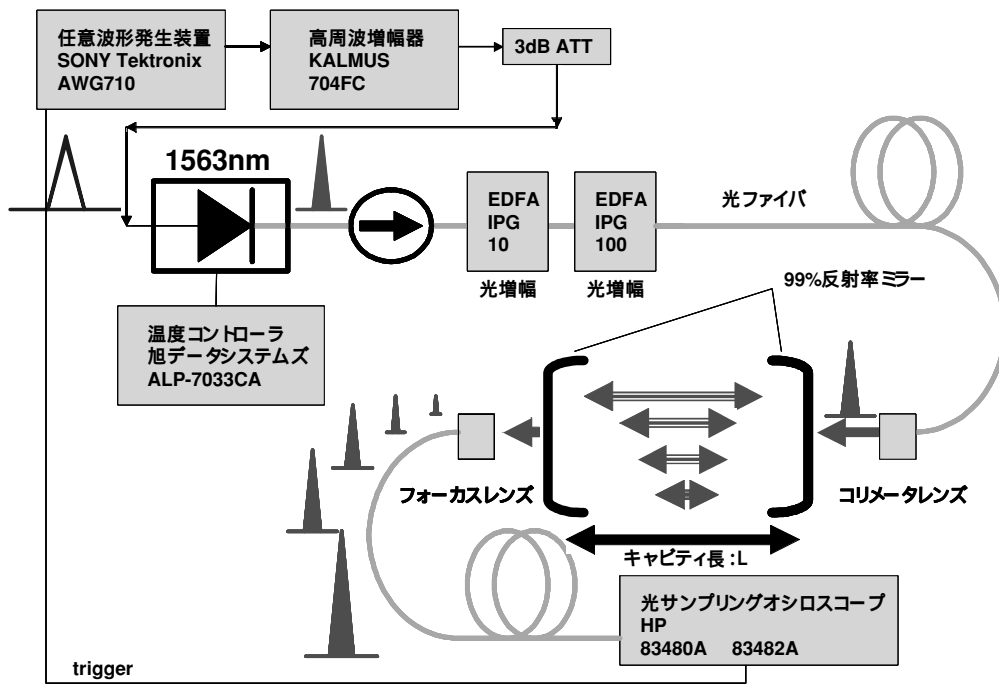 任意波形発生装置
SONY Tektronix
AWG710
高周波増幅器
KALMUS
704FC
3dB ATT
1563nm
EDFA
IPG
10
光増幅
EDFA
IPG
100
光増幅
光ファイバ
99%反射率ミラー
温度コントローラ
旭データシステムズ
ALP-7033CA
フォーカスレンズ
コリメータレンズ
キャビティ長:L
光サンプリングオシロスコープ
HP
83480A 83482A
trigger